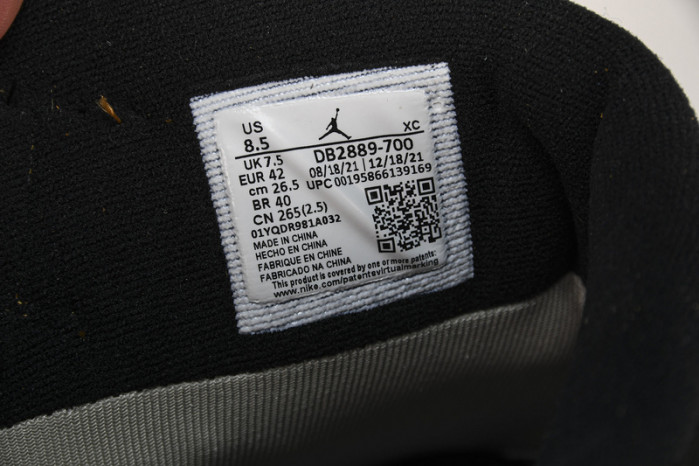 US XC
8.5
UK 7.5 DB2889-700
EUR 42 08/18/21 | 12/18/21
cm 26.5 UPC 00195866139169
BR 40
CN 265(2.5)
01YQDR981A032
MADE IN CHINA
HECHO EN CHINA
FABRIQUE EN CHINE
FABRICADO NA CHINA
This product is covered by one or more patents
www.nike.com/patentsvirtualmarking